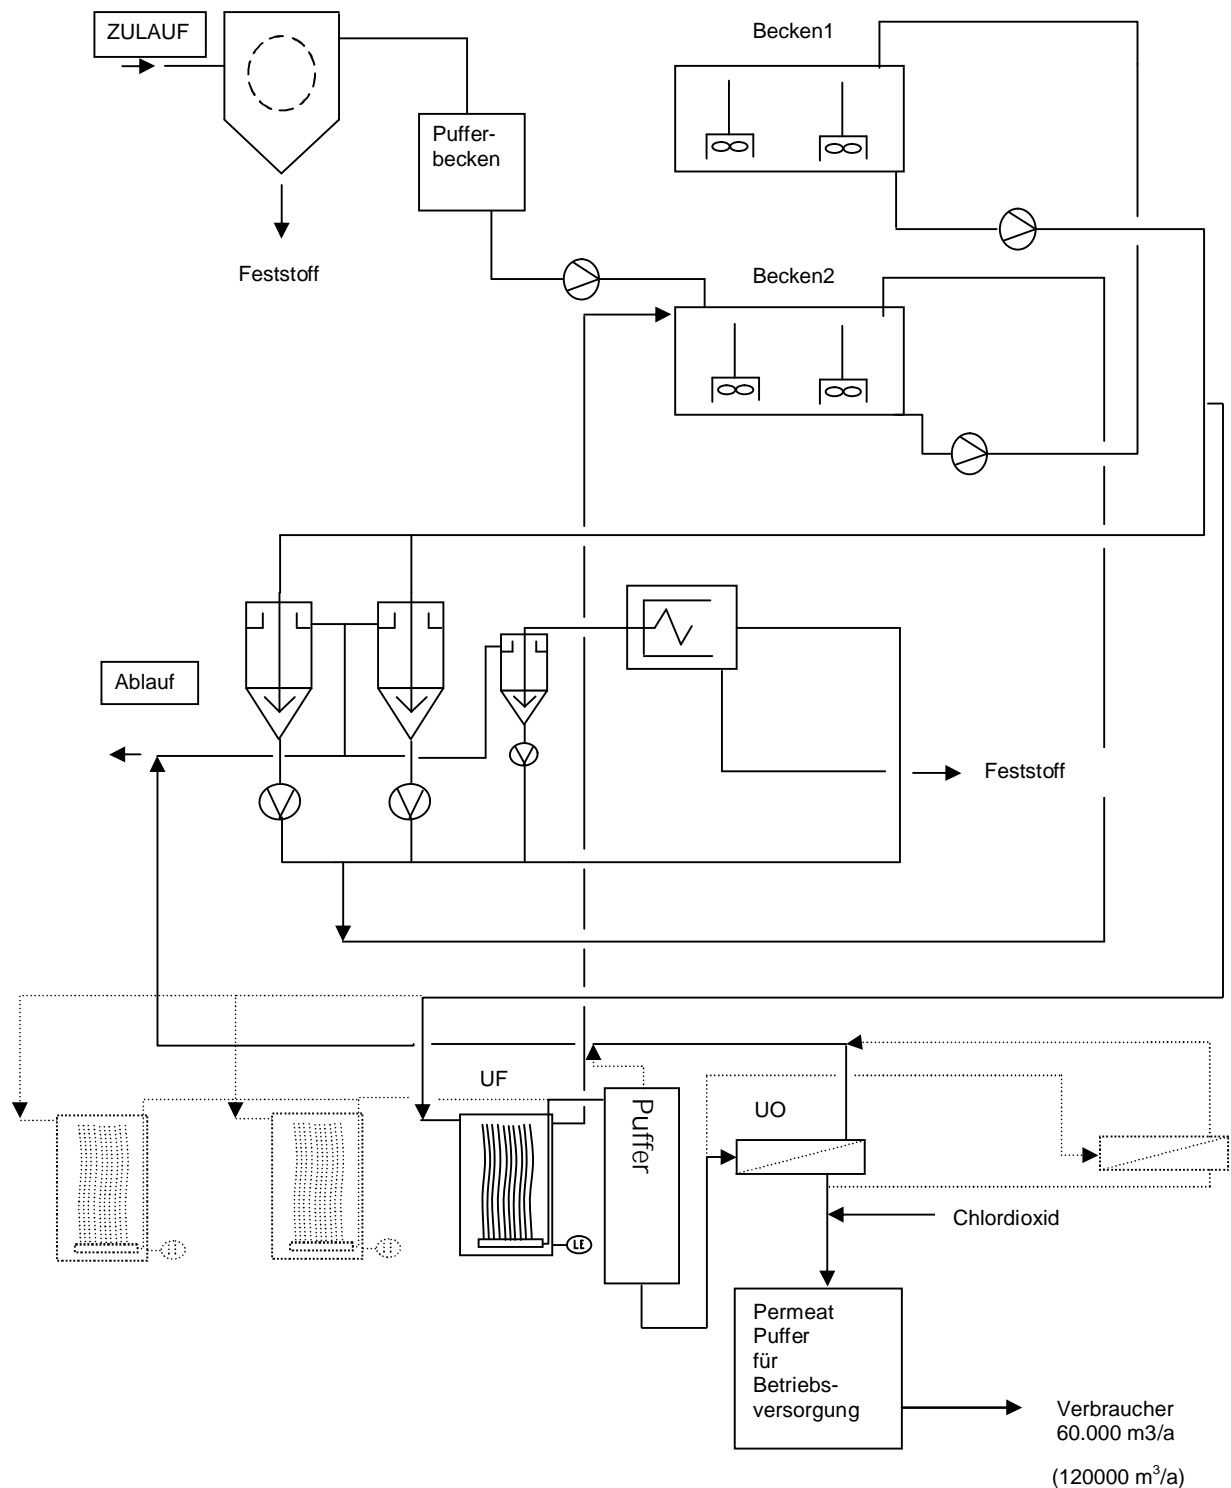 ZULAUF
Becken1
Puffer-
becken
Feststoff
Becken2
Ablauf
Feststoff
UF
Puffer
UO
LE
Chlordioxid
Permeat
Puffer
für
Betriebs-
versorgung
Verbraucher
60.000 m3/a
(120000 m³/a)